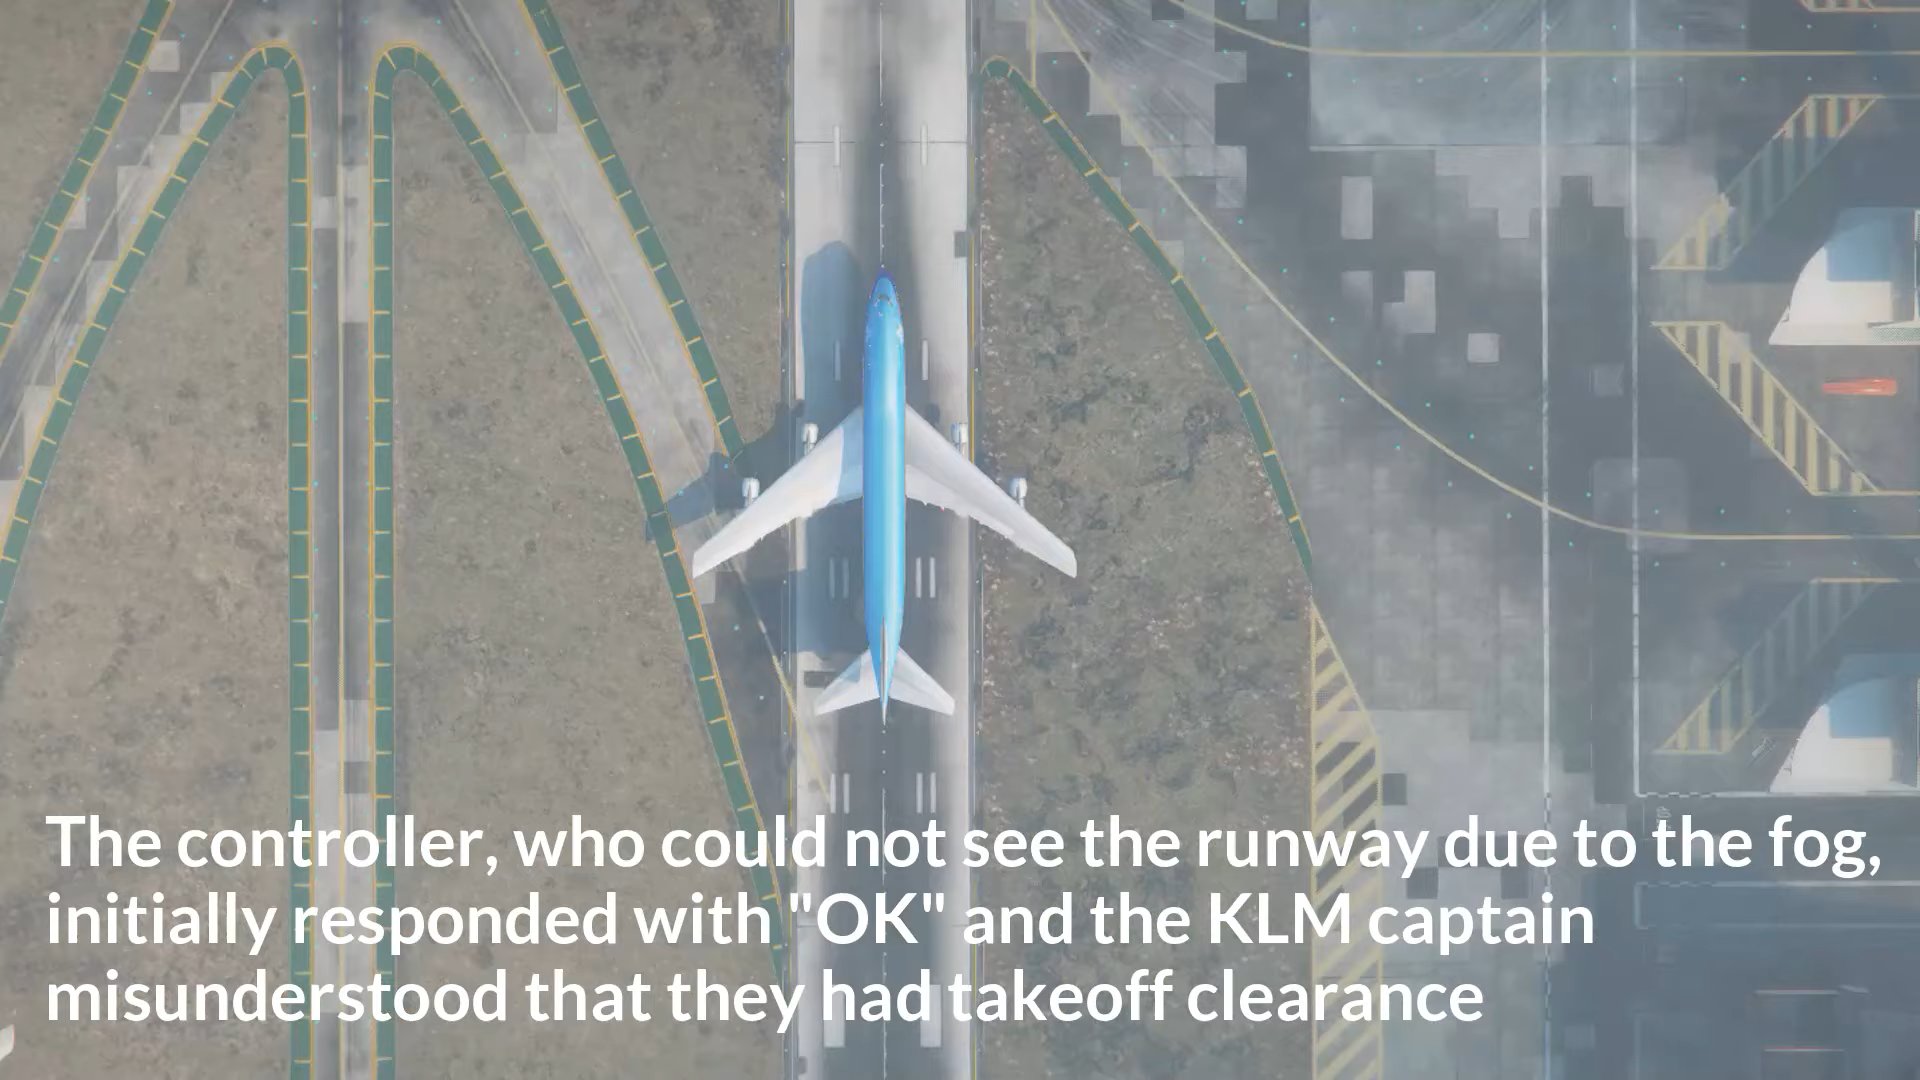 The controller, who could not see the runway due to the fog,
initially responded with "OK" and the KLM captain
misunderstood that they had takeoff clearance